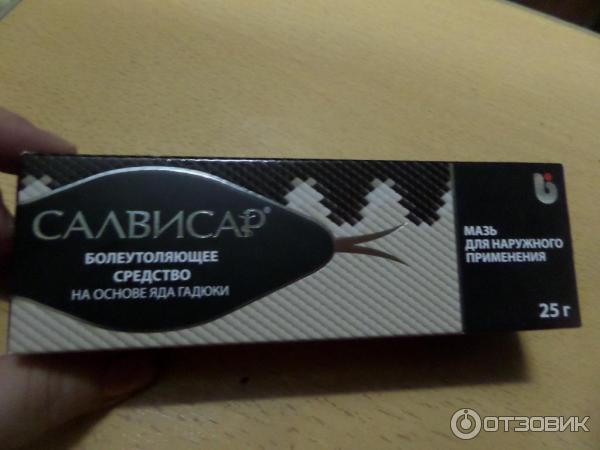 САЛВИСАР®
БОЛЕУТОЛЯЮЩЕЕ
СРЕДСТВО
НА ОСНОВЕ ЯДА ГАДЮКИ
МАЗЬ
ДЛЯ НАРУЖНОГО
ПРИМЕНЕНИЯ
25 г
ОТЗОВИК